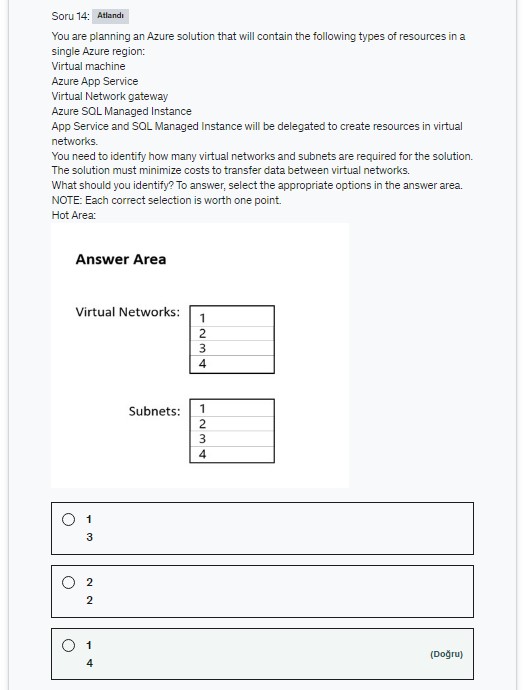 Soru 14: Atlandı
You are planning an Azure solution that will contain the following types of resources in a
single Azure region:
Virtual machine
Azure App Service
Virtual Network gateway
Azure SQL Managed Instance
App Service and SQL Managed Instance will be delegated to create resources in virtual
networks.
You need to identify how many virtual networks and subnets are required for the solution.
The solution must minimize costs to transfer data between virtual networks.
What should you identify? To answer, select the appropriate options in the answer area.
NOTE: Each correct selection is worth one point.
Hot Area:
Answer Area
Virtual Networks:
1
2
3
4
Subnets:
1
2
3
4
1
3
2
2
1
4
(Doğru)